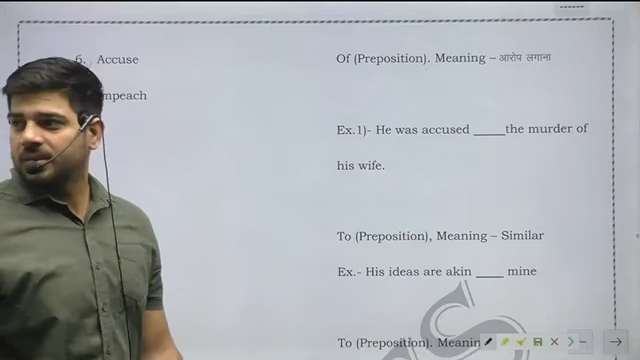 6. Accuse
Of (Preposition). Meaning – आरोप लगाना
mpeach
Ex.1)- He was accused _____the murder of
his wife.
To (Preposition), Meaning – Similar
Ex.- His ideas are akin ____ mine
To (Preposition). Meanin